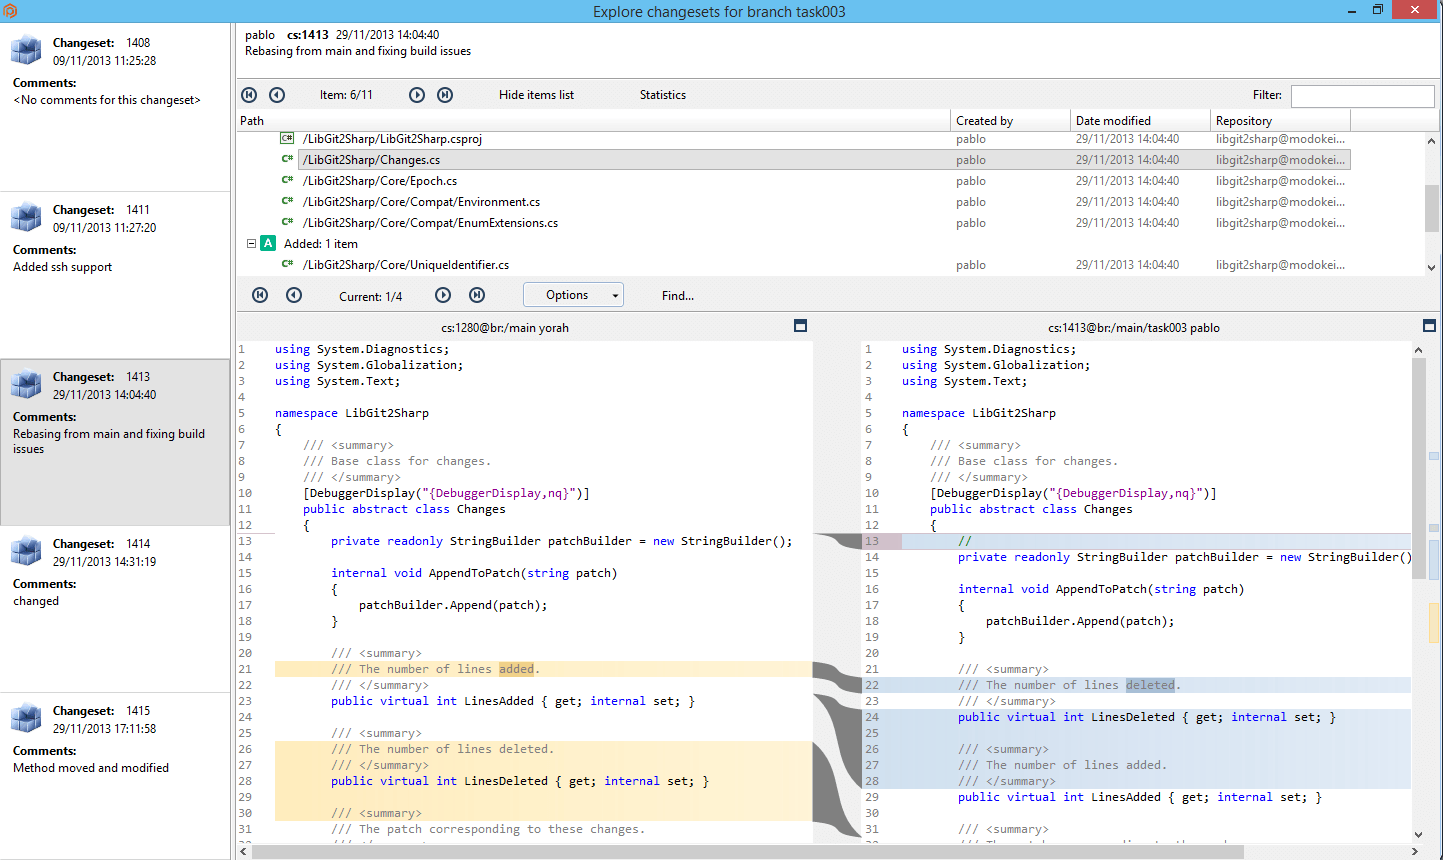 Explore changesets for branch task003
Changeset: 1408
09/11/2013 11:25:28
Comments:
<No comments for this changeset>
Changeset: 1411
09/11/2013 11:27:20
Comments:
Added ssh support
Changeset: 1413
29/11/2013 14:04:40
Comments:
Rebasing from main and fixing build
issues
Changeset: 1414
29/11/2013 14:31:19
Comments:
changed
Changeset: 1415
29/11/2013 17:11:58
Comments:
Method moved and modified
pablo cs:1413 29/11/2013 14:04:40
Rebasing from main and fixing build issues
Item: 6/11 Hide items list Statistics Filter:
Path Created by Date modified Repository
C# /LibGit2Sharp/LibGit2Sharp.csproj pablo 29/11/2013 14:04:40 libgit2sharp@modokei...
C# /LibGit2Sharp/Changes.cs pablo 29/11/2013 14:04:40 libgit2sharp@modokei...
C# /LibGit2Sharp/Core/Epoch.cs pablo 29/11/2013 14:04:40 libgit2sharp@modokei...
C# /LibGit2Sharp/Core/Compat/Environment.cs pablo 29/11/2013 14:04:40 libgit2sharp@modokei...
C# /LibGit2Sharp/Core/Compat/EnumExtensions.cs pablo 29/11/2013 14:04:40 libgit2sharp@modokei...
A Added: 1 item
C# /LibGit2Sharp/Core/UniqueIdentifier.cs pablo 29/11/2013 14:04:40 libgit2sharp@modokei...
Current: 1/4 Options Find...
cs:1280@br:/main yorah
1 using System.Diagnostics;
2 using System.Globalization;
3 using System.Text;
4
5 namespace LibGit2Sharp
6 {
7 /// <summary>
8 /// Base class for changes.
9 /// </summary>
10 [DebuggerDisplay("{DebuggerDisplay,nq}")]
11 public abstract class Changes
12 {
13 private readonly StringBuilder patchBuilder = new StringBuilder();
14
15 internal void AppendToPatch(string patch)
16 {
17 patchBuilder.Append(patch);
18 }
19
20 /// <summary>
21 /// The number of lines added.
22 /// </summary>
23 public virtual int LinesAdded { get; internal set; }
24
25 /// <summary>
26 /// The number of lines deleted.
27 /// </summary>
28 public virtual int LinesDeleted { get; internal set; }
29
30 /// <summary>
31 /// The patch corresponding to these changes.
cs:1413@br:/main/task003 pablo
1 using System.Diagnostics;
2 using System.Globalization;
3 using System.Text;
4
5 namespace LibGit2Sharp
6 {
7 /// <summary>
8 /// Base class for changes.
9 /// </summary>
10 [DebuggerDisplay("{DebuggerDisplay,nq}")]
11 public abstract class Changes
12 {
13 //
14 private readonly StringBuilder patchBuilder = new StringBuilder()
15
16 internal void AppendToPatch(string patch)
17 {
18 patchBuilder.Append(patch);
19 }
20
21 /// <summary>
22 /// The number of lines deleted.
23 /// </summary>
24 public virtual int LinesDeleted { get; internal set; }
25
26 /// <summary>
27 /// The number of lines added.
28 /// </summary>
29 public virtual int LinesAdded { get; internal set; }
30
31 /// <summary>